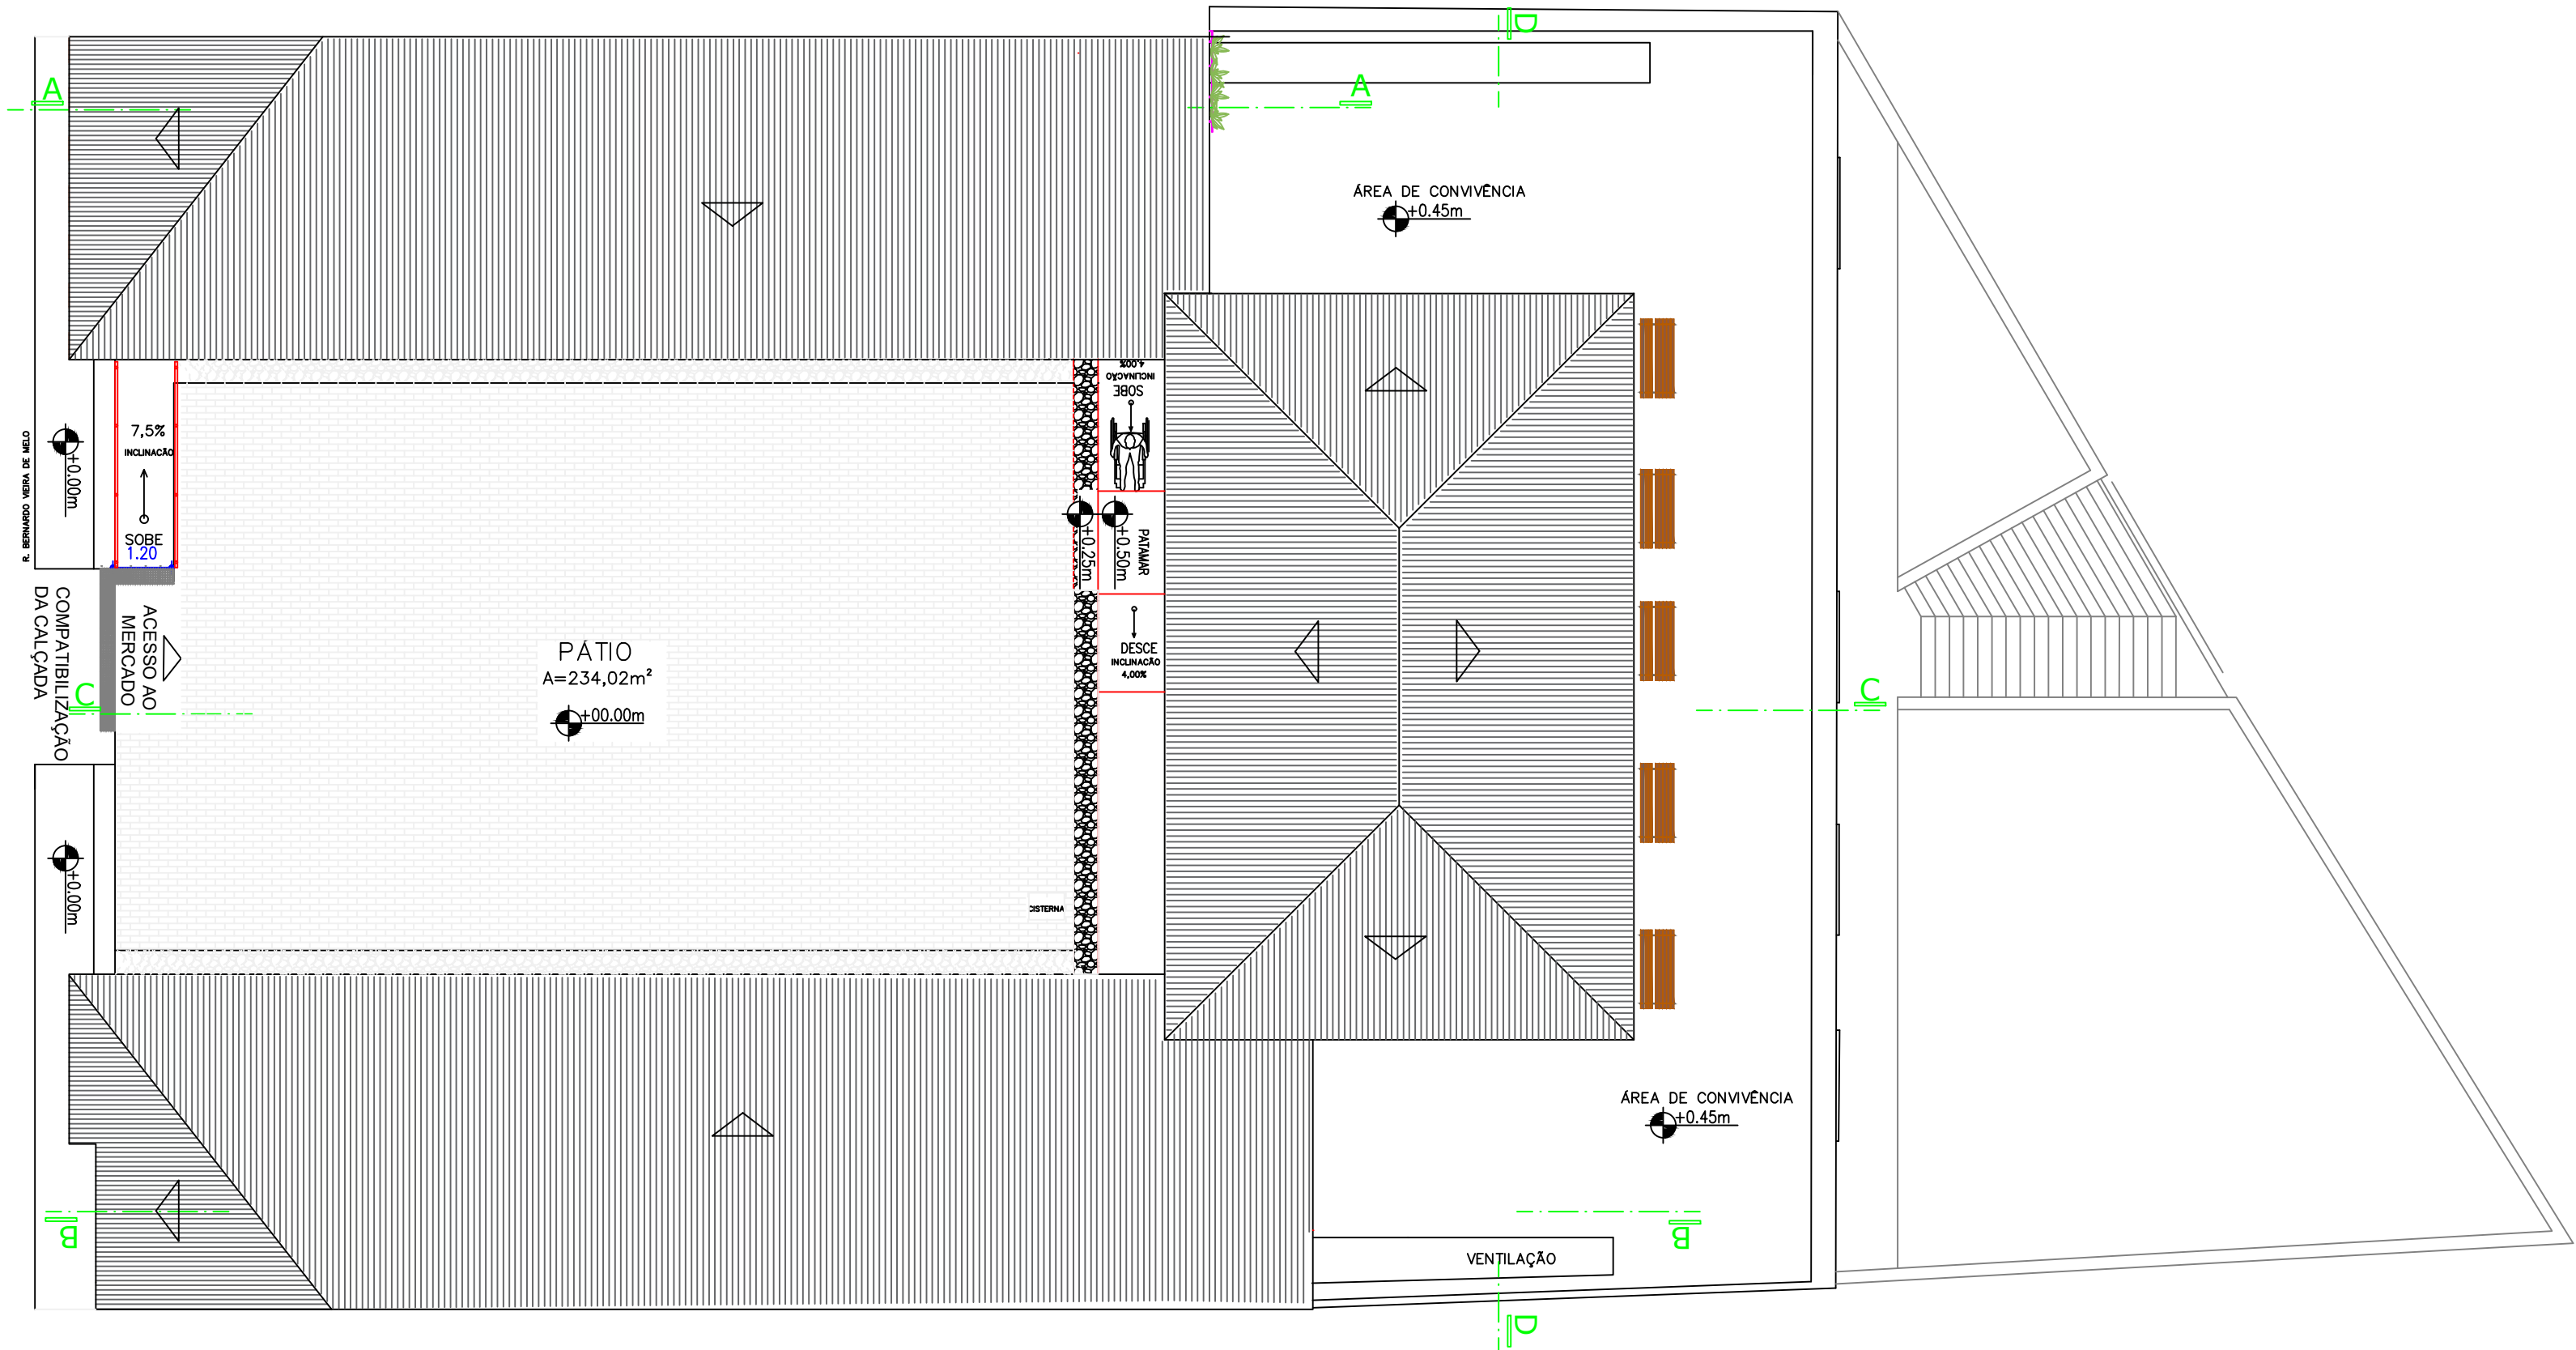 D
A
A
ÁREA DE CONVIVÊNCIA
+0.45m
4,00%
INCLINAÇÃO
SOBE
7,5%
INCLINACÃO
SOBE
1.20
R. BERNARDO VIEIRA DE MELO
+0.00m
+0.25m
+0.50m
PATAMAR
COMPATIBILIZAÇÃO
DA CALÇADA
ACESSO AO
MERCADO
PÁTIO
A=234,02m²
+00.00m
DESCE
INCLINACÃO
4,00%
C
C
+0.00m
CISTERNA
ÁREA DE CONVIVÊNCIA
+0.45m
B
B
VENTILAÇÃO
D